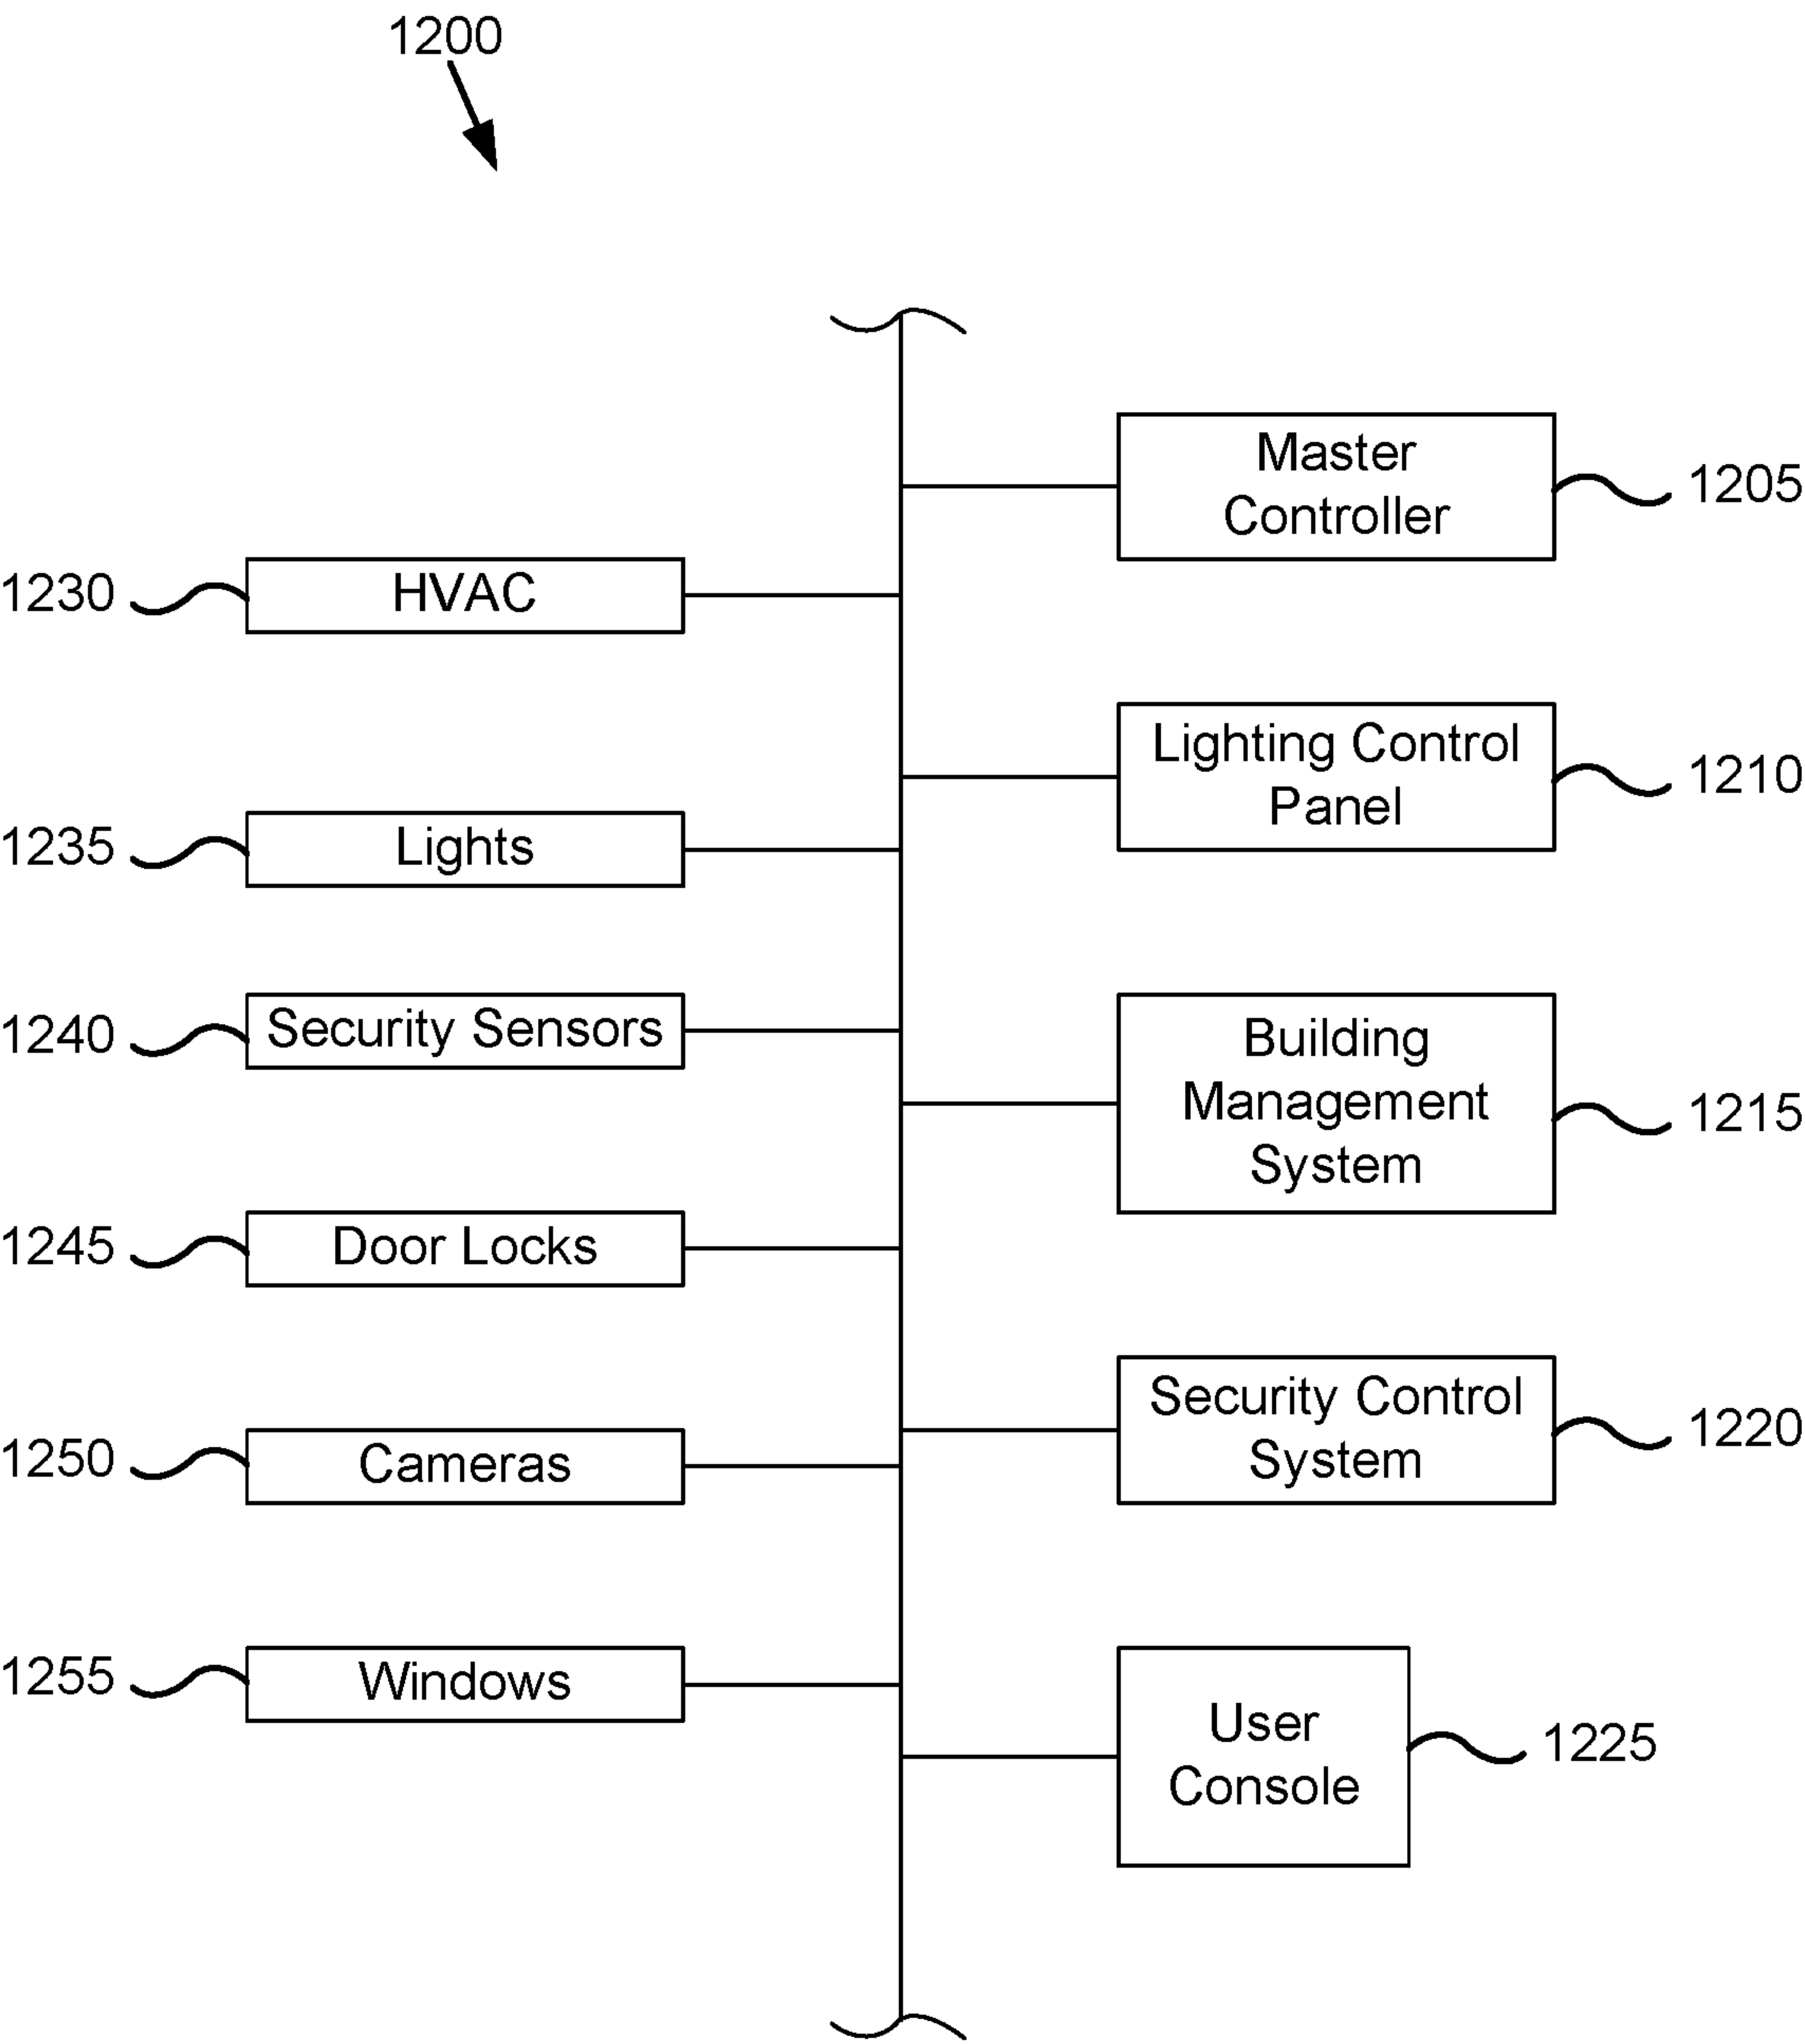 1200
Master
Controller
1205
1230
HVAC
Lighting Control
Panel
1210
1235
Lights
1240
Security Sensors
Building
Management
System
1215
1245
Door Locks
Security Control
System
1220
1250
Cameras
1255
Windows
User
Console
1225